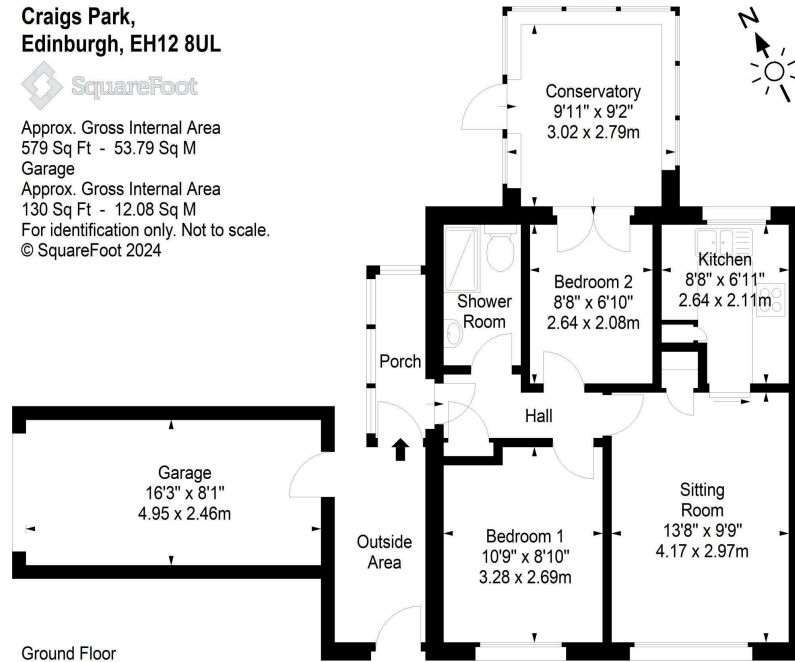 Craigs Park,
Edinburgh, EH12 8UL
SquareFoot
Approx. Gross Internal Area
579 Sq Ft - 53.79 Sq M
Garage
Approx. Gross Internal Area
130 Sq Ft - 12.08 Sq M
For identification only. Not to scale.
© SquareFoot 2024
N
Conservatory
9'11" x 9'2"
3.02 x 2.79m
Kitchen
8'8" x 6'11"
2.64 x 2.11m
Bedroom 2
8'8" x 6'10"
2.64 x 2.08m
Shower
Room
Porch
Hall
Garage
16'3" x 8'1"
4.95 x 2.46m
Outside
Area
Bedroom 1
10'9" x 8'10"
3.28 x 2.69m
Sitting
Room
13'8" x 9'9"
4.17 x 2.97m
Ground Floor